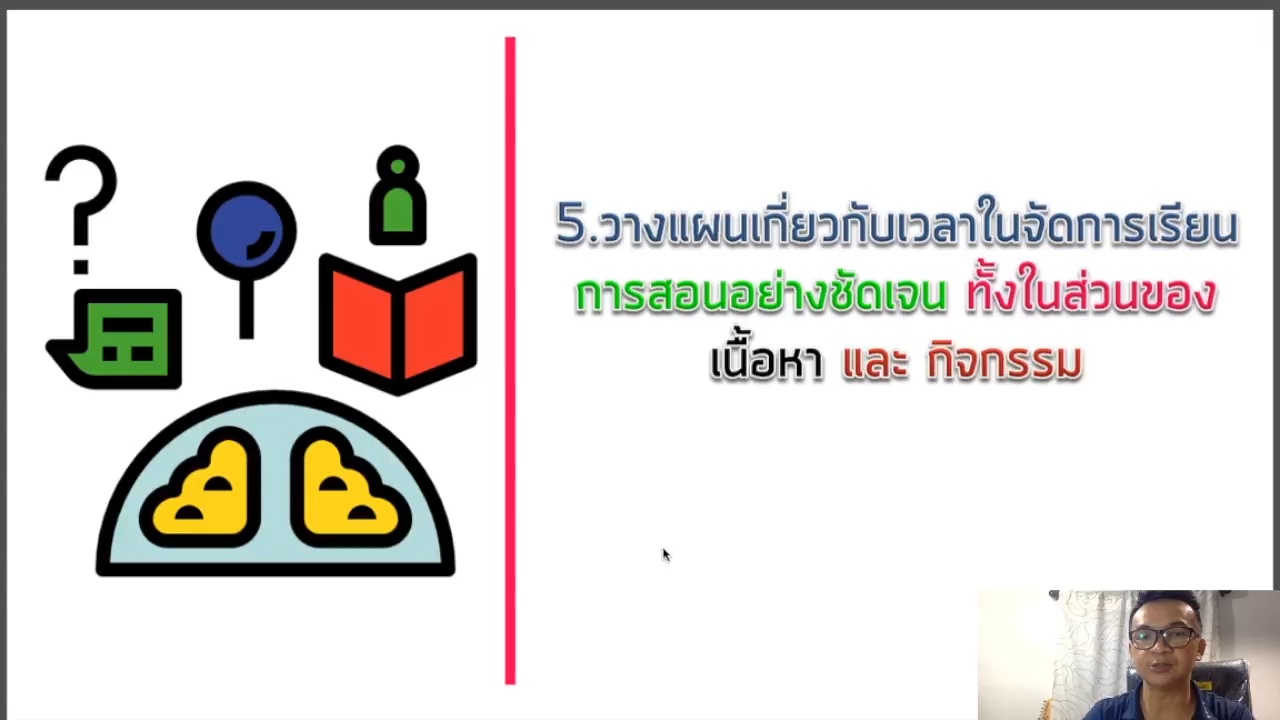 5.วางแผนเกี่ยวกับเวลาในจัดการเรียน
การสอนอย่างชัดเจน ทั้งในส่วนของ
เนื้อหา และ กิจกรรม